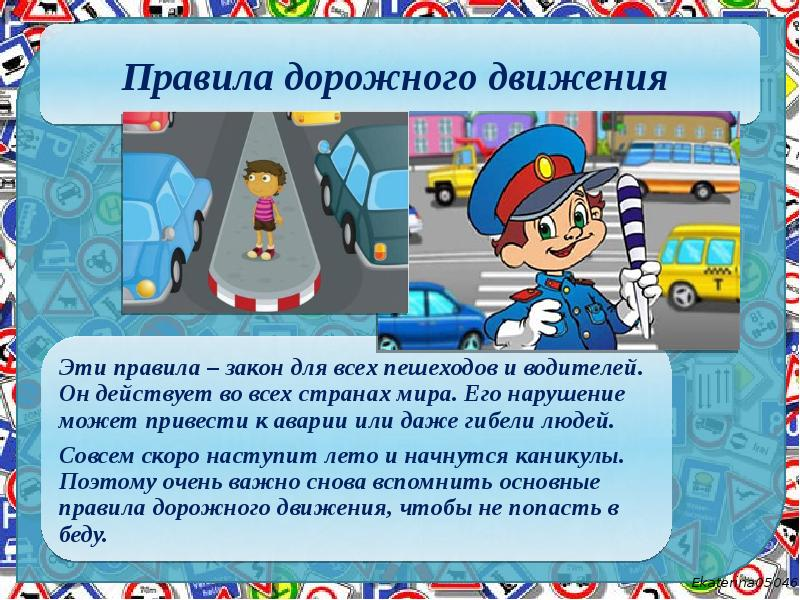 Правила дорожного движения
Эти правила – закон для всех пешеходов и водителей.
Он действует во всех странах мира. Его нарушение
может привести к аварии или даже гибели людей.
Совсем скоро наступит лето и начнутся каникулы.
Поэтому очень важно снова вспомнить основные
правила дорожного движения, чтобы не попасть в
беду.
Ekaterina05046